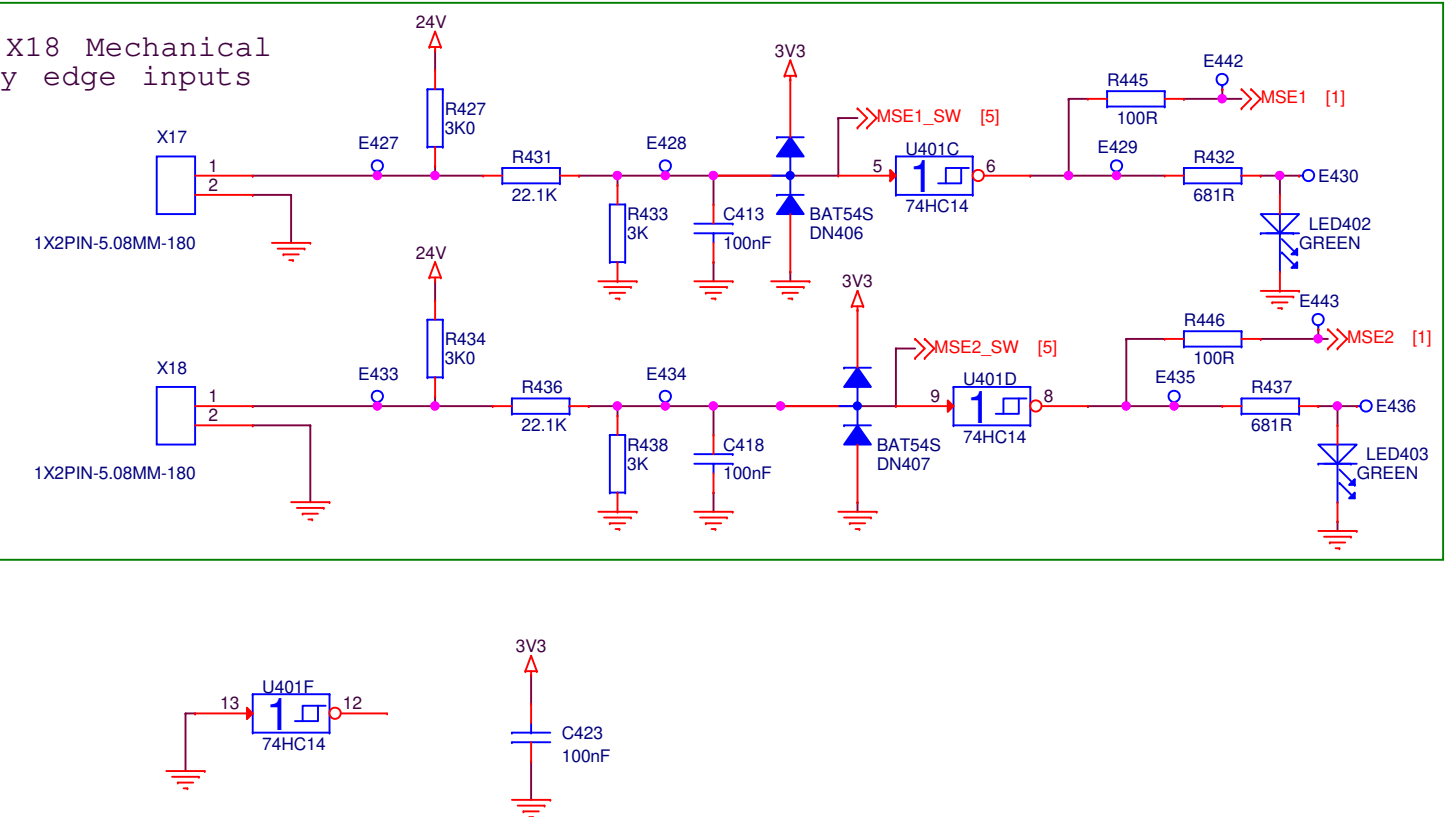 X18 Mechanical
y edge inputs
24V
R427
3K0
X17
1
2
1X2PIN-5.08MM-180
E427
R431
22.1K
E428
R433
3K
C413
100nF
3V3
BAT54S
DN406
MSE1_SW [5]
U401C
5
1
6
74HC14
R445
100R
E442
MSE1 [1]
E429
R432
681R
E430
LED402
GREEN
24V
R434
3K0
X18
1
2
1X2PIN-5.08MM-180
E433
R436
22.1K
E434
R438
3K
C418
100nF
3V3
BAT54S
DN407
MSE2_SW [5]
U401D
9
1
8
74HC14
R446
100R
E443
MSE2 [1]
E435
R437
681R
E436
LED403
GREEN
U401F
13
1
12
74HC14
3V3
C423
100nF